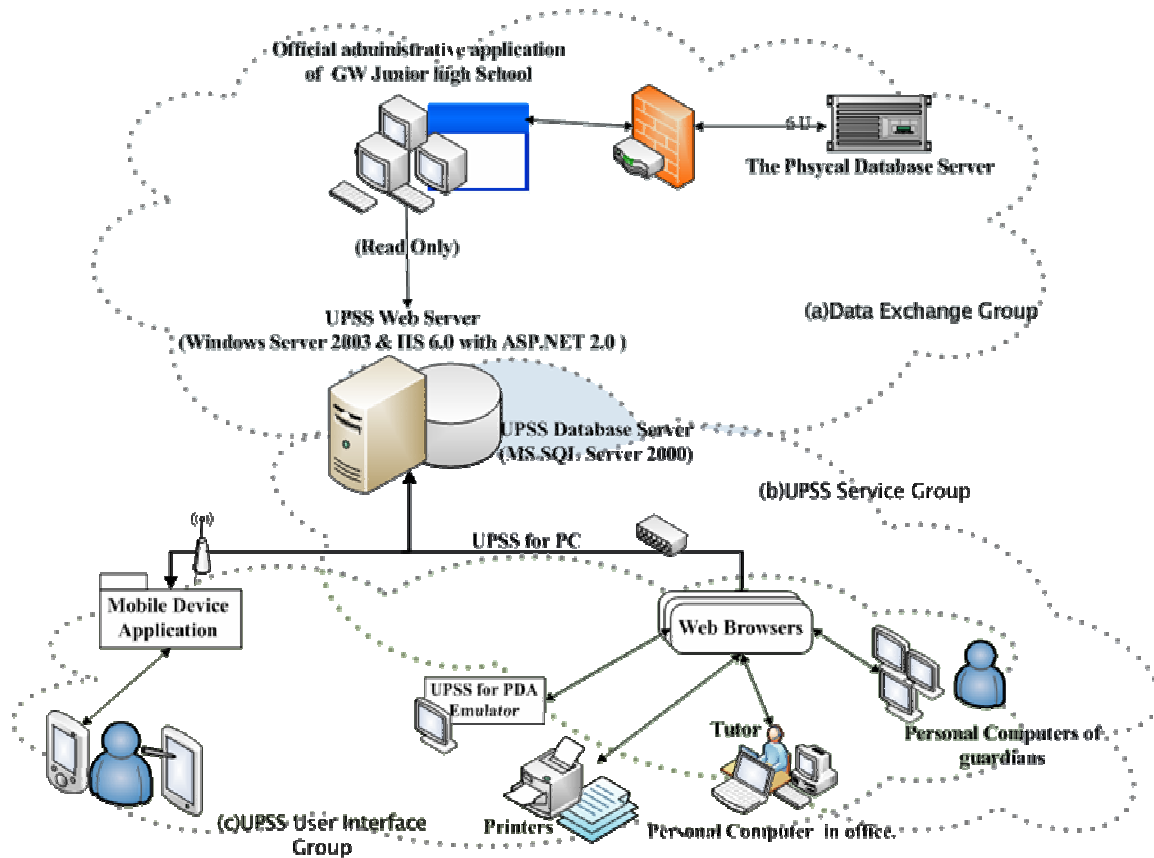 Official administrative application
of GW Junior high School
6 U
The Phsycal Database Server
(Read Only)
(a)Data Exchange Group
UPSS Web Server
(Windows Server 2003 & IIS 6.0 with ASP.NET 2.0 )
UPSS Database Server
(MS SQL Server 2000)
(b)UPSS Service Group
UPSS for PC
Mobile Device
Application
Web Browsers
UPSS for PDA
Emulator
Tutor
Personal Computers of
guardians
(c)UPSS User Interface
Group
Printers
Personal Computer in office.